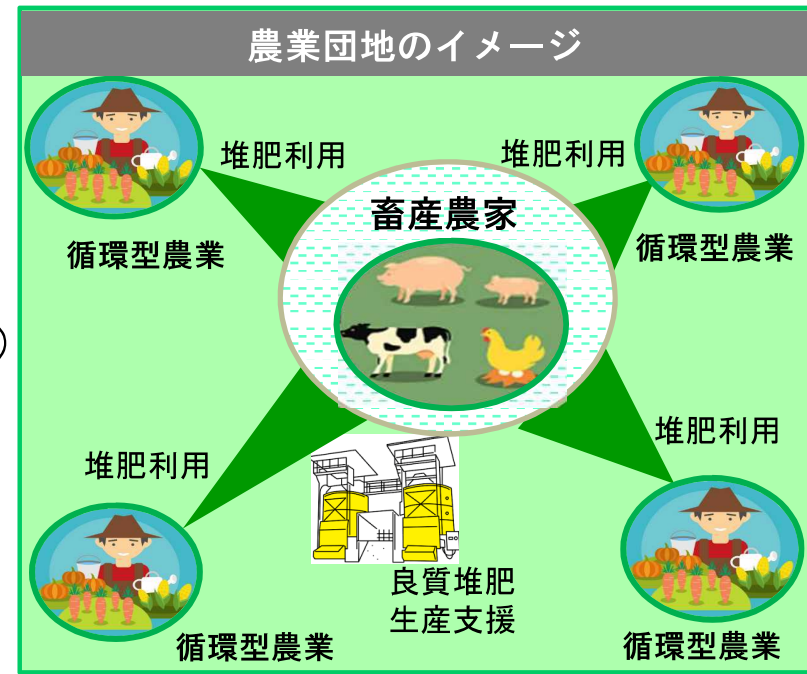 農業団地のイメージ
堆肥利用
堆肥利用
畜産農家
循環型農業
循環型農業
堆肥利用
堆肥利用
良質堆肥
生産支援
循環型農業
循環型農業